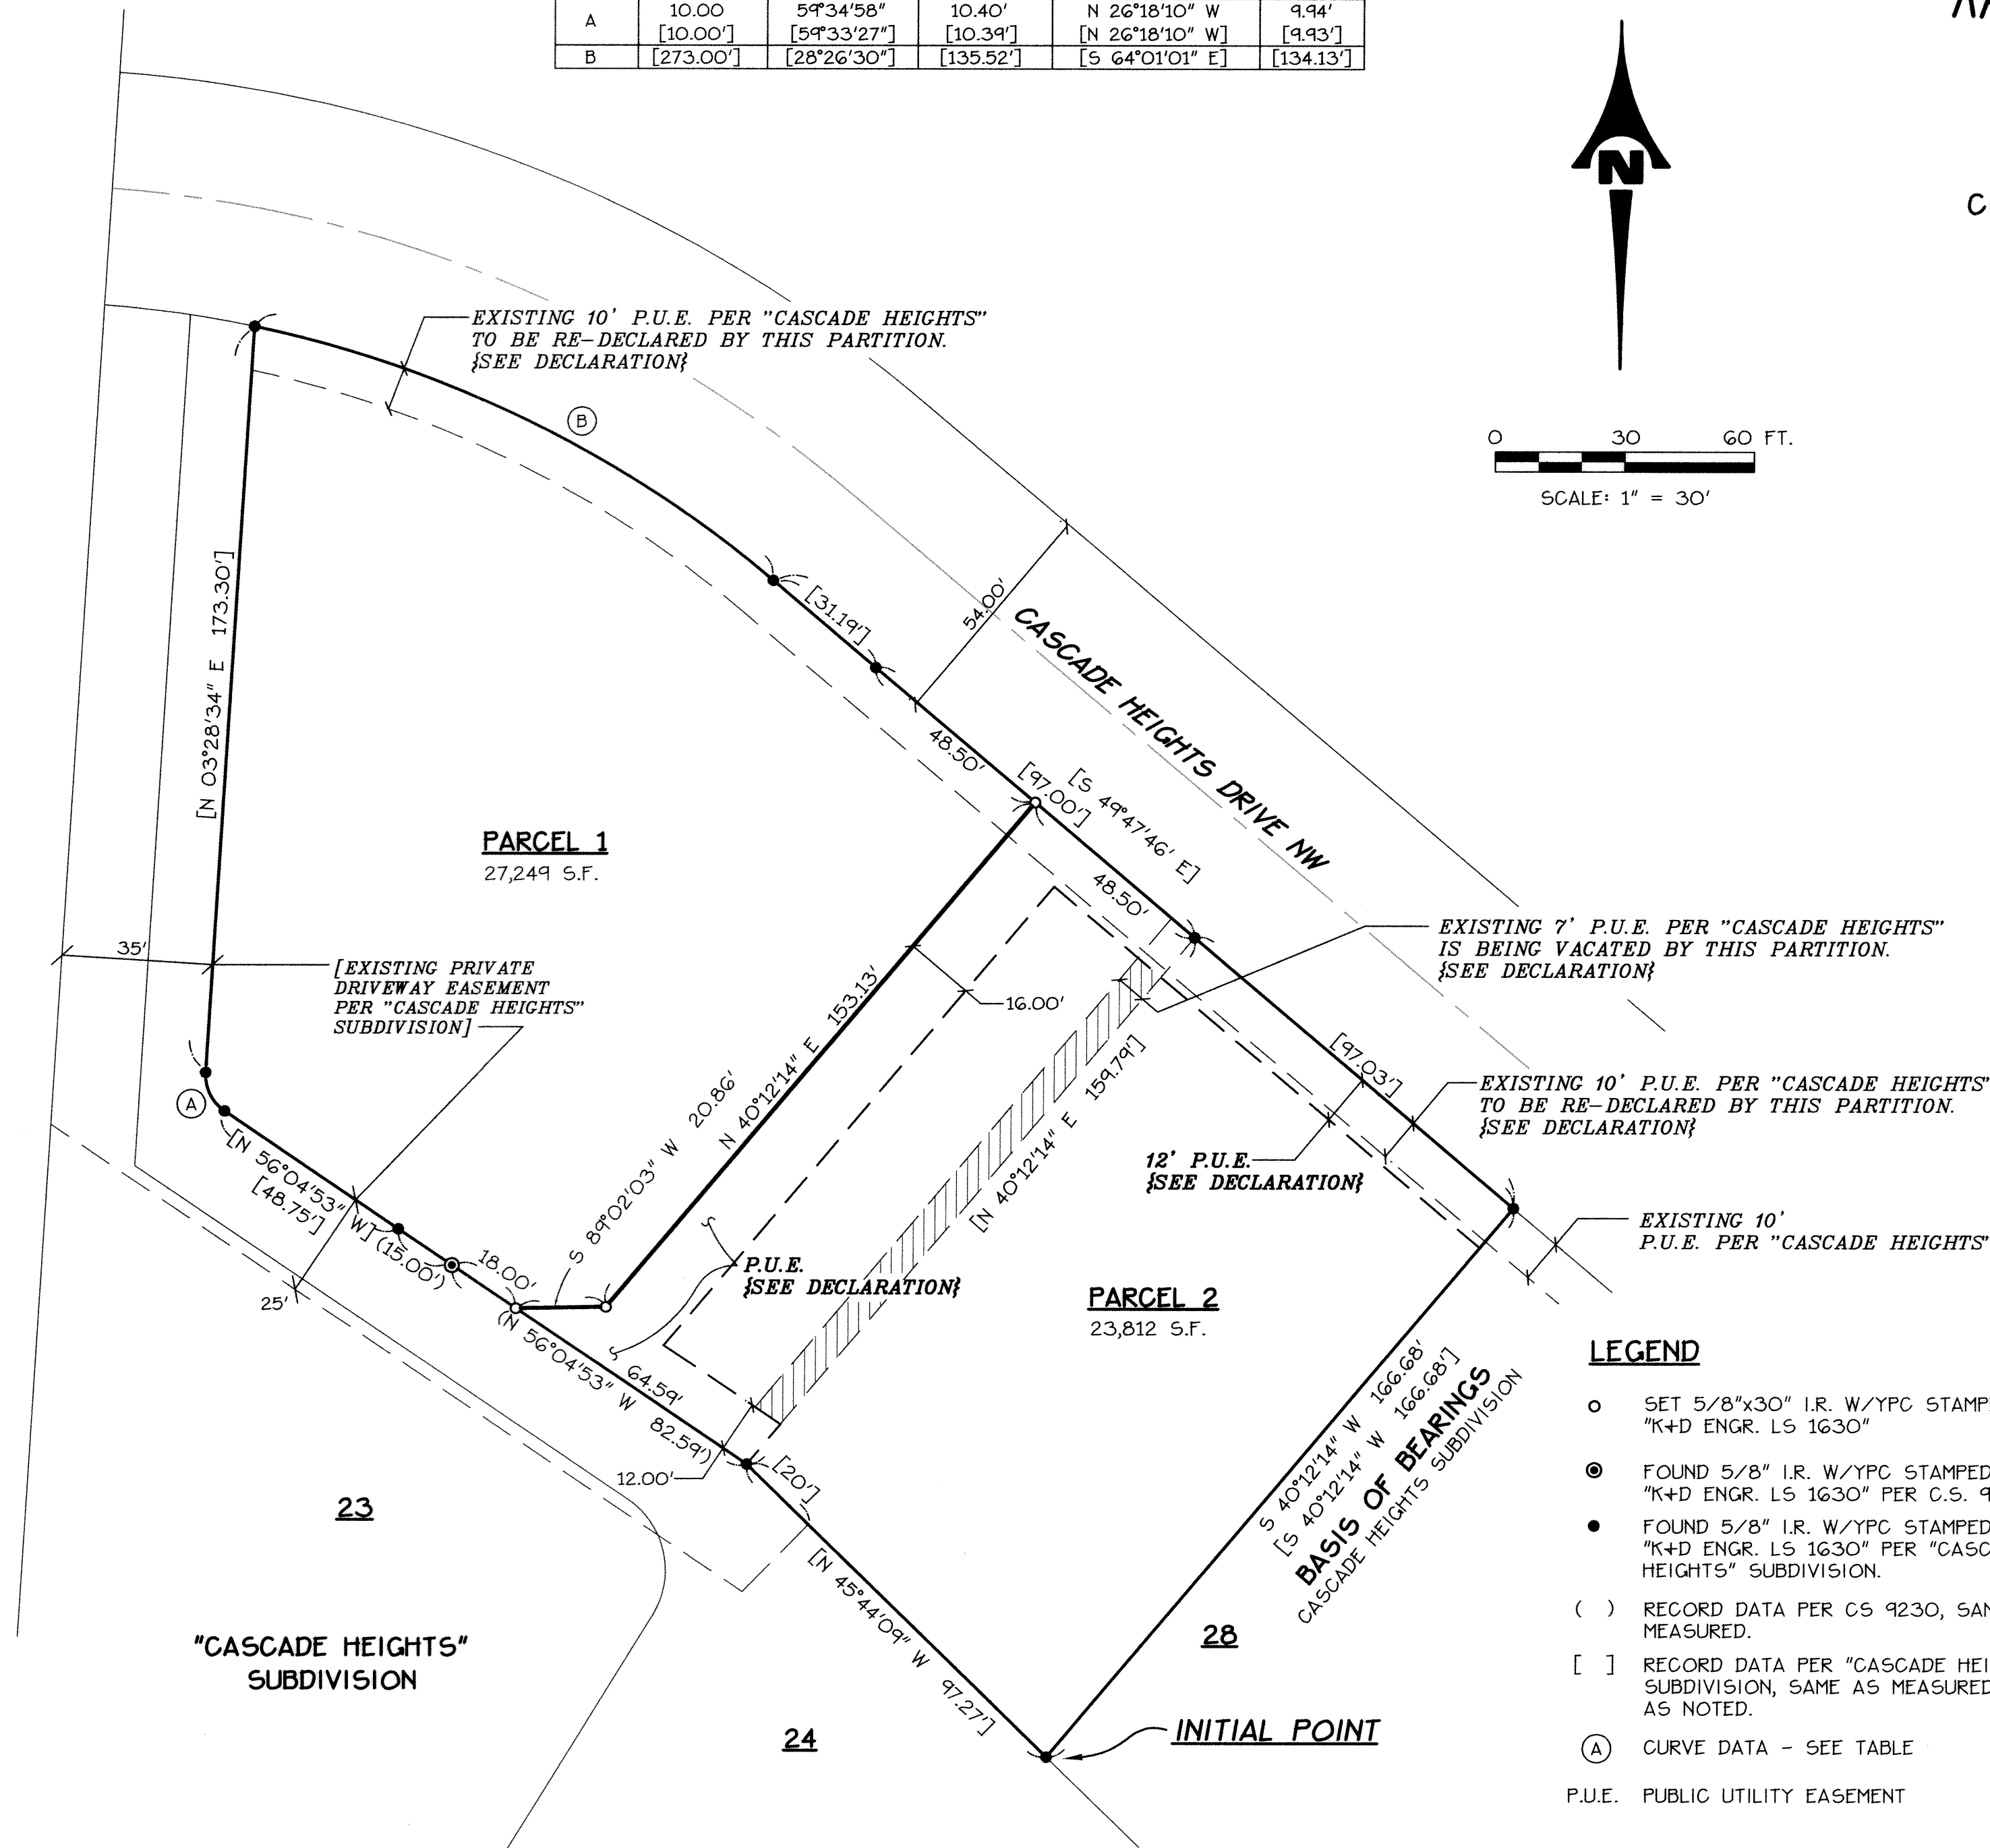 A 10.00 59°34'58" 10.40' N 26°18'10" W 9.94'
[10.00'] [59°33'27"] [10.39'] [N 26°18'10" W] [9.93']
B [273.00'] [28°26'30"] [135.52'] [S 64°01'01" E] [134.13']
N
0 30 60 FT.
SCALE: 1" = 30'
EXISTING 10' P.U.E. PER "CASCADE HEIGHTS"
TO BE RE-DECLARED BY THIS PARTITION.
{SEE DECLARATION}
B
[31.19']
54.00'
CASCADE HEIGHTS DRIVE NW
48.50'
[97.00']
[S 49°47'46' E]
48.50'
[N 03°28'34" E 173.30']
PARCEL 1
27,249 S.F.
35'
[EXISTING PRIVATE
DRIVEWAY EASEMENT
PER "CASCADE HEIGHTS"
SUBDIVISION]
16.00'
N 40°12'14" E 153.13'
S 89°02'03" W 20.86'
EXISTING 7' P.U.E. PER "CASCADE HEIGHTS"
IS BEING VACATED BY THIS PARTITION.
{SEE DECLARATION}
[97.03']
EXISTING 10' P.U.E. PER "CASCADE HEIGHTS"
TO BE RE-DECLARED BY THIS PARTITION.
{SEE DECLARATION}
12' P.U.E.
{SEE DECLARATION}
[N 40°12'14" E 159.79']
A
[N 56°04'53" W]
[48.75']
(15.00')
18.00'
25'
P.U.E.
{SEE DECLARATION}
(N 56°04'53" W 82.59')
64.59'
12.00'
[20']
EXISTING 10'
P.U.E. PER "CASCADE HEIGHTS"
PARCEL 2
23,812 S.F.
S 40°12'14" W 166.68'
[S 40°12'14" W 166.68']
BASIS OF BEARINGS
CASCADE HEIGHTS SUBDIVISION
[N 45°44'09" W 97.27']
23
"CASCADE HEIGHTS"
SUBDIVISION
24
28
INITIAL POINT
LEGEND
SET 5/8"x30" I.R. W/YPC STAMP
"K+D ENGR. LS 1630"
FOUND 5/8" I.R. W/YPC STAMPED
"K+D ENGR. LS 1630" PER C.S. 9
FOUND 5/8" I.R. W/YPC STAMPED
"K+D ENGR. LS 1630" PER "CASC
HEIGHTS" SUBDIVISION.
( ) RECORD DATA PER CS 9230, SAM
MEASURED.
[ ] RECORD DATA PER "CASCADE HEI
SUBDIVISION, SAME AS MEASURED
AS NOTED.
A CURVE DATA - SEE TABLE
P.U.E. PUBLIC UTILITY EASEMENT